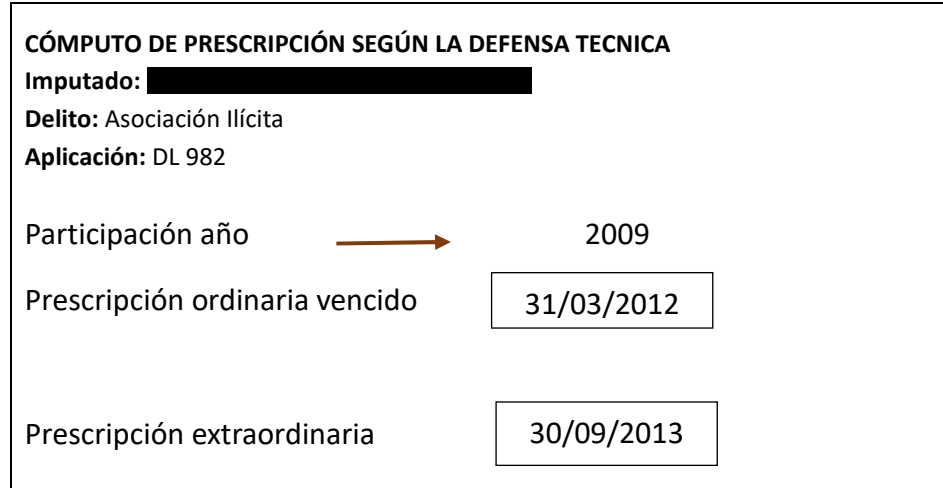 CÓMPUTO DE PRESCRIPCIÓN SEGÚN LA DEFENSA TECNICA
Imputado:
Delito: Asociación Ilícita
Aplicación: DL 982
Participación año 2009
Prescripción ordinaria vencido 31/03/2012
Prescripción extraordinaria 30/09/2013